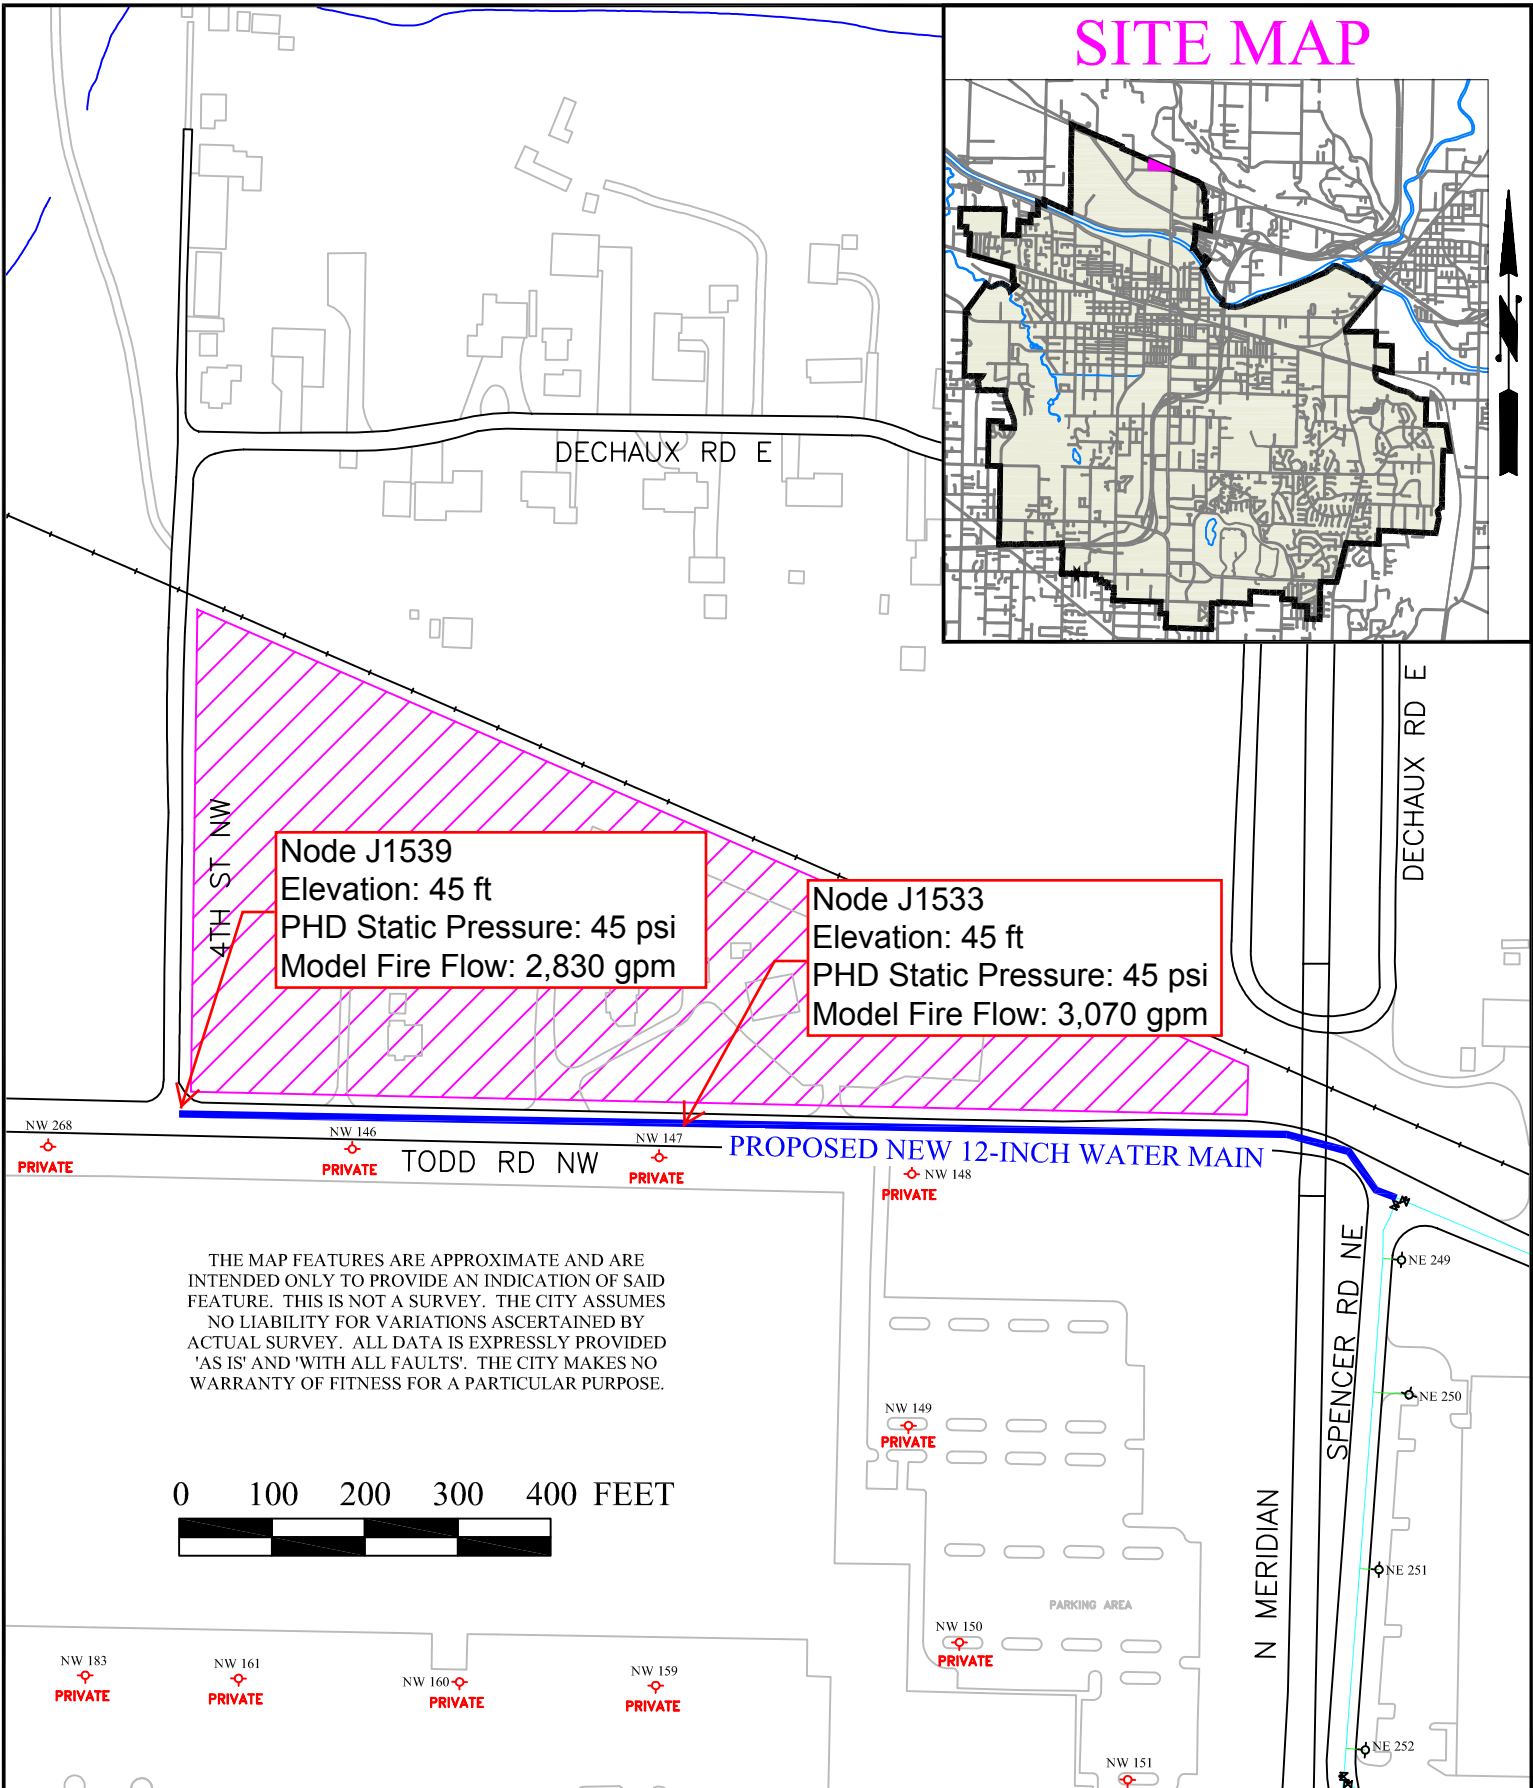 SITE MAP
DECHAUX RD E
DECHAUX RD E
4TH ST NW
Node J1539
Elevation: 45 ft
PHD Static Pressure: 45 psi
Model Fire Flow: 2,830 gpm
Node J1533
Elevation: 45 ft
PHD Static Pressure: 45 psi
Model Fire Flow: 3,070 gpm
NW 268
PRIVATE
NW 146
PRIVATE
TODD RD NW
NW 147
PRIVATE
PROPOSED NEW 12-INCH WATER MAIN
NW 148
PRIVATE
THE MAP FEATURES ARE APPROXIMATE AND ARE
INTENDED ONLY TO PROVIDE AN INDICATION OF SAID
FEATURE. THIS IS NOT A SURVEY. THE CITY ASSUMES
NO LIABILITY FOR VARIATIONS ASCERTAINED BY
ACTUAL SURVEY. ALL DATA IS EXPRESSLY PROVIDED
'AS IS' AND 'WITH ALL FAULTS'. THE CITY MAKES NO
WARRANTY OF FITNESS FOR A PARTICULAR PURPOSE.
SPENCER RD NE
NE 249
NE 250
NW 149
PRIVATE
0 100 200 300 400 FEET
N MERIDIAN
NE 251
PARKING AREA
NW 150
PRIVATE
NW 183
PRIVATE
NW 161
PRIVATE
NW 160
PRIVATE
NW 159
PRIVATE
NE 252
NW 151
N